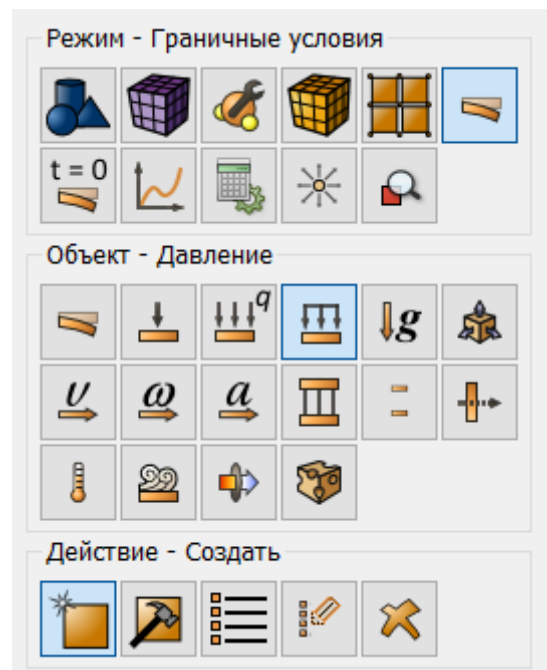 Режим - Граничные условия
t = 0
Объект - Давление
q
g
υ ω a
Действие - Создать